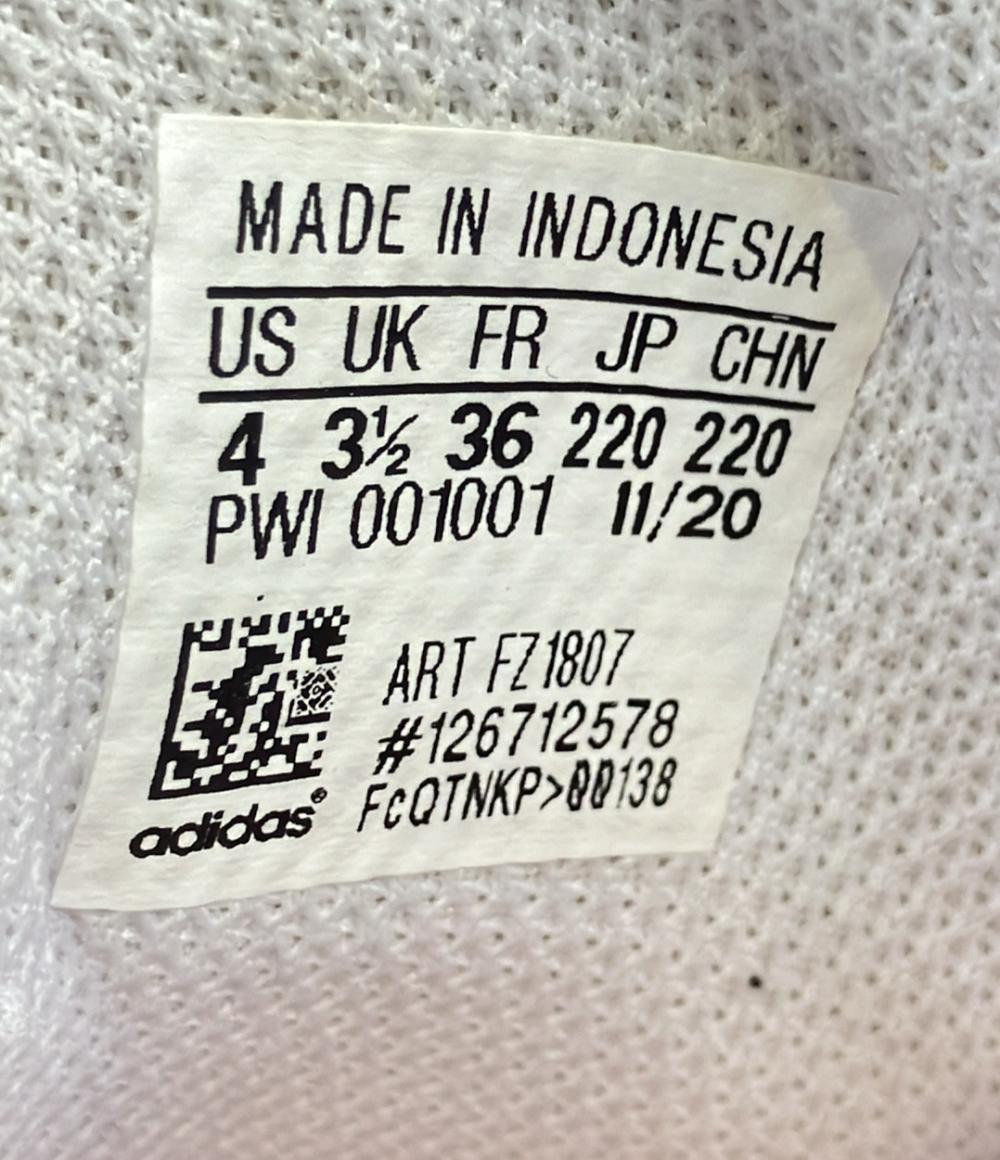 MADE IN INDONESIA
US UK FR JP CHN
4 3½ 36 220 220
PWI 001001 11/20
ART FZ1807
#126712578
FcQTNKP>00138
adidas®